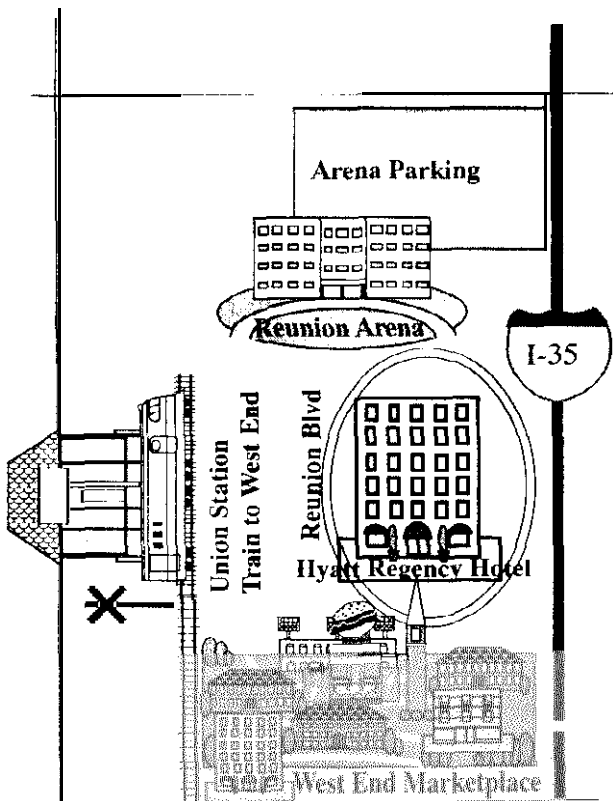 Arena Parking
Reunion Arena
I-35
Union Station
Train to West End
Reunion Blvd
Hyatt Regency Hotel
West End Marketplace